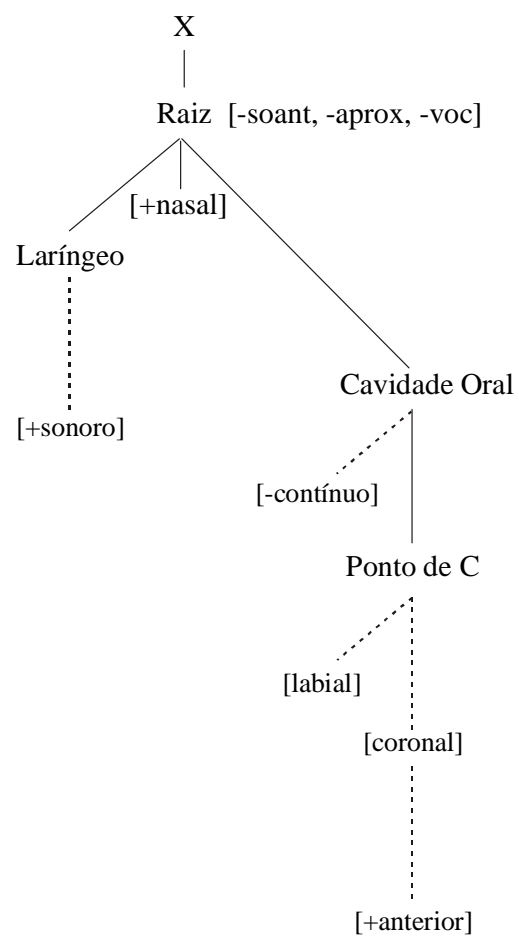 X
Raiz [-soant, -aprox, -voc]
[+nasal]
Laríngeo
Cavidade Oral
[+sonoro]
[-contínuo]
Ponto de C
[labial]
[coronal]
[+anterior]